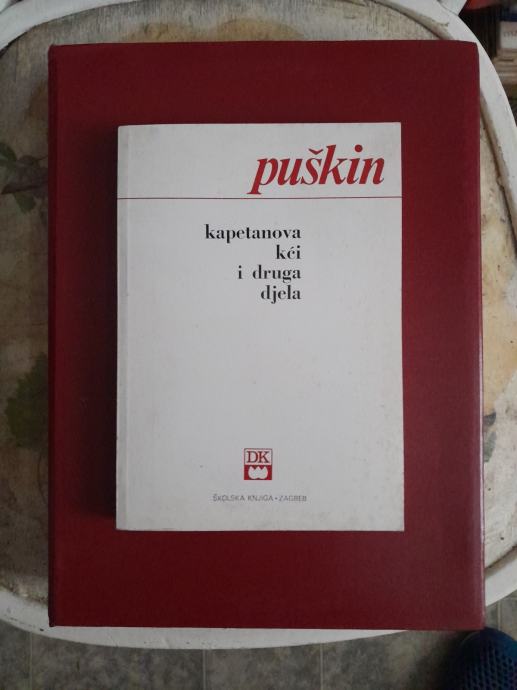 puškin
kapetanova
kći
i druga
djela
DK
ŠKOLSKA KNJIGA • ZAGREB